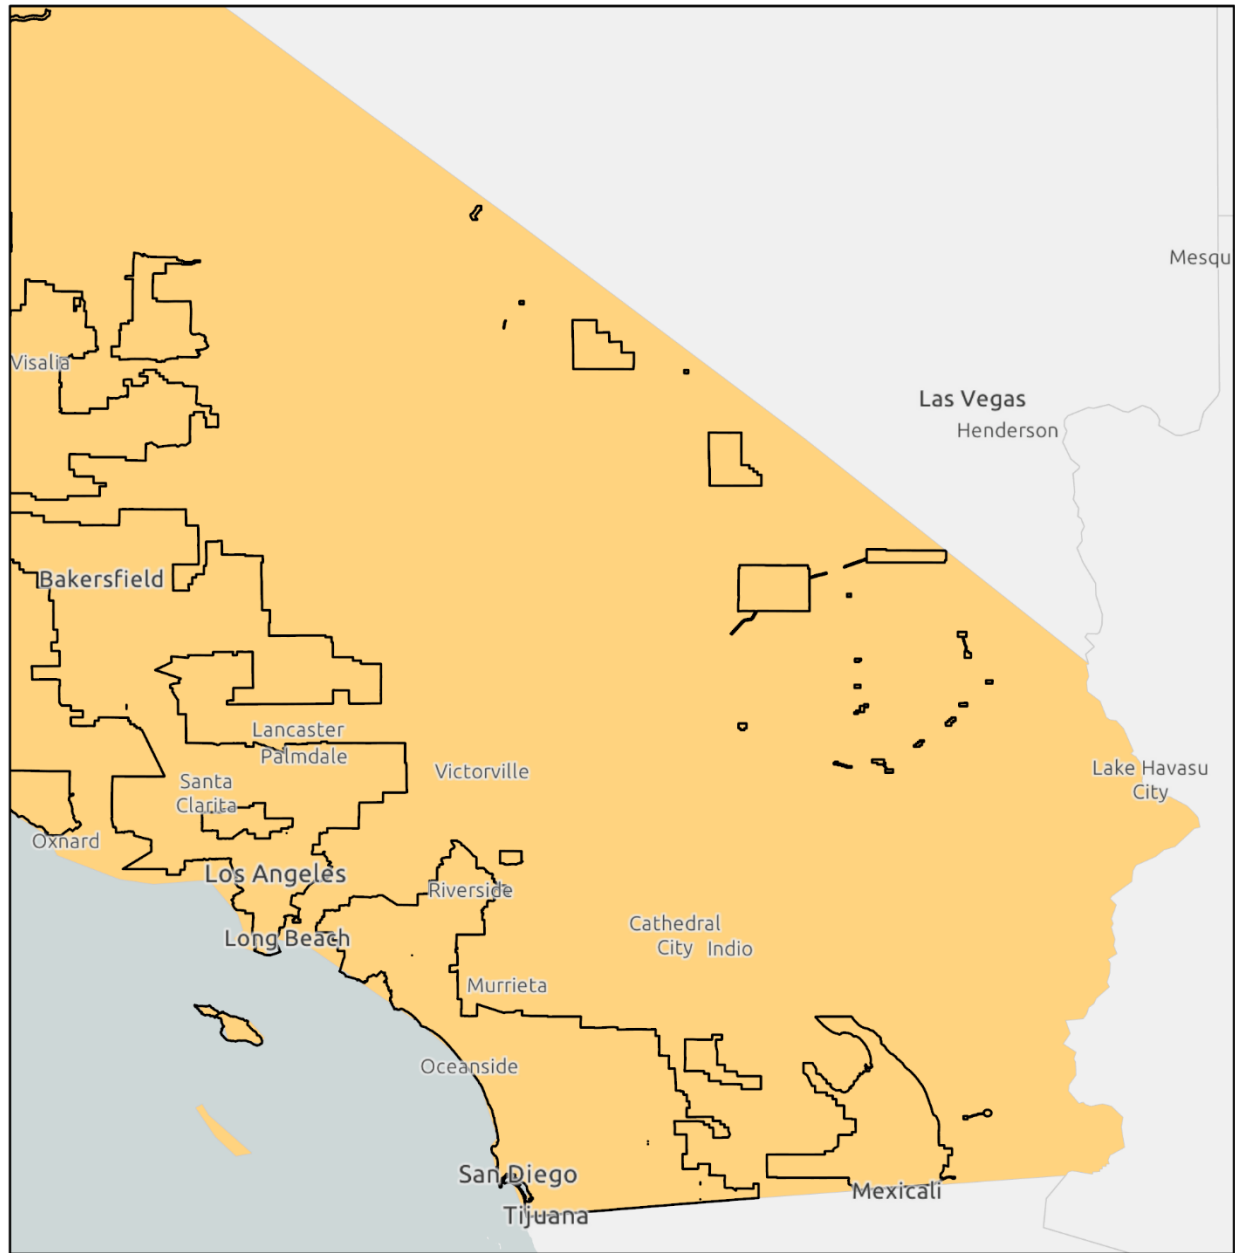 Mesqu
Visalia
Las Vegas
Henderson
Bakersfield
Lancaster
Palmdale
Victorville
Santa
Clarita
Lake Havasu
City
Oxnard
Los Angeles
Riverside
Long Beach
Cathedral
City
Indio
Murrieta
Oceanside
San Diego
Mexicali
Tijuana